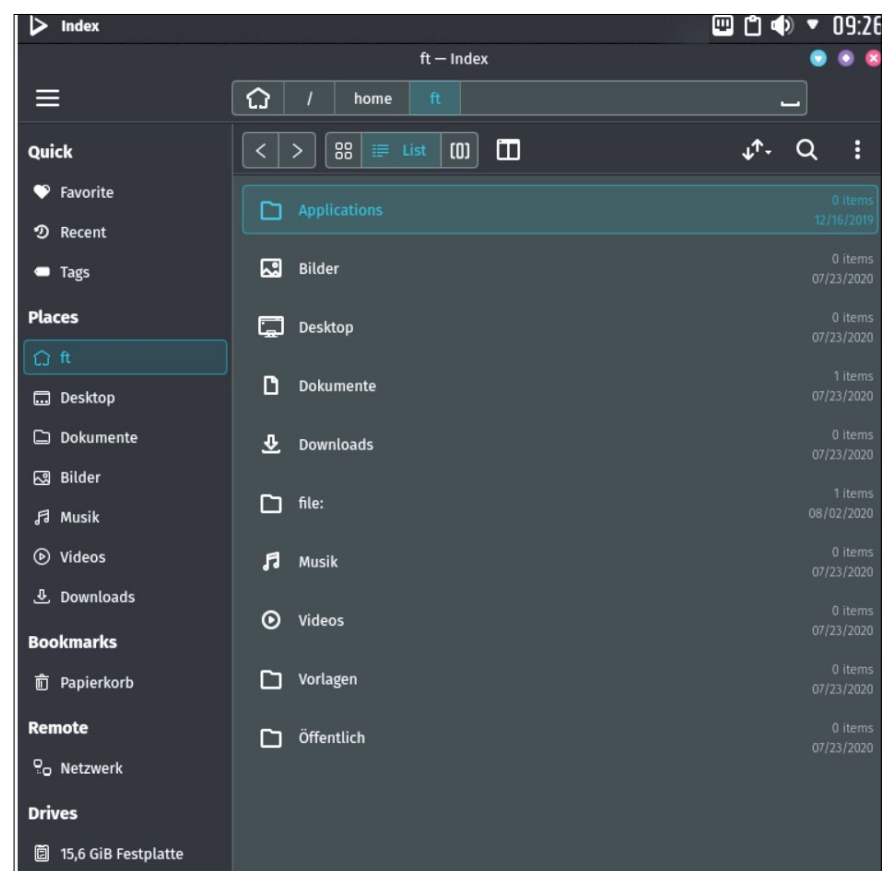 Index
09:26
ft — Index
/ home ft
Quick
Favorite
Recent
Tags
Places
ft
Desktop
Dokumente
Bilder
Musik
Videos
Downloads
Bookmarks
Papierkorb
Remote
Netzwerk
Drives
15,6 GiB Festplatte
List
Applications
0 items
12/16/2019
Bilder
0 items
07/23/2020
Desktop
0 items
07/23/2020
Dokumente
1 items
07/23/2020
Downloads
0 items
07/23/2020
file:
1 items
08/02/2020
Musik
0 items
07/23/2020
Videos
0 items
07/23/2020
Vorlagen
0 items
07/23/2020
Öffentlich
0 items
07/23/2020